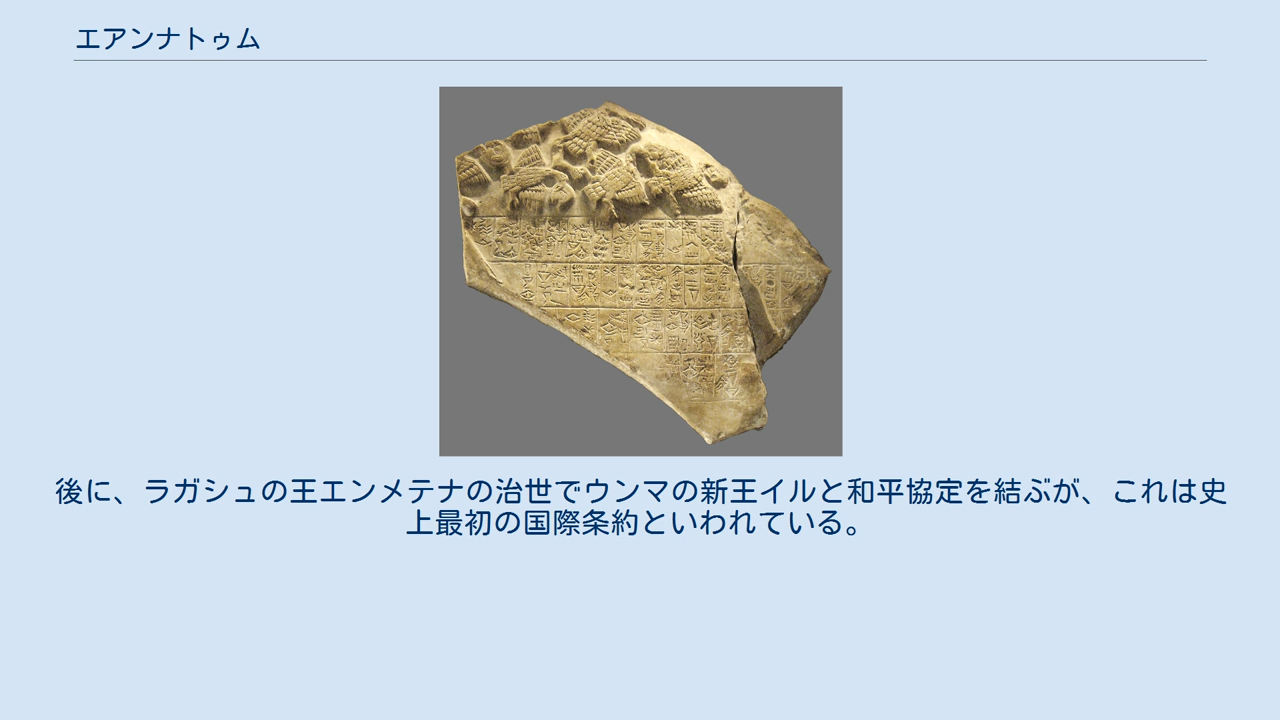 エアンナトゥム
後に、ラガシュの王エンメテナの治世でウンマの新王イルと和平協定を結ぶが、これは史
上最初の国際条約といわれている。